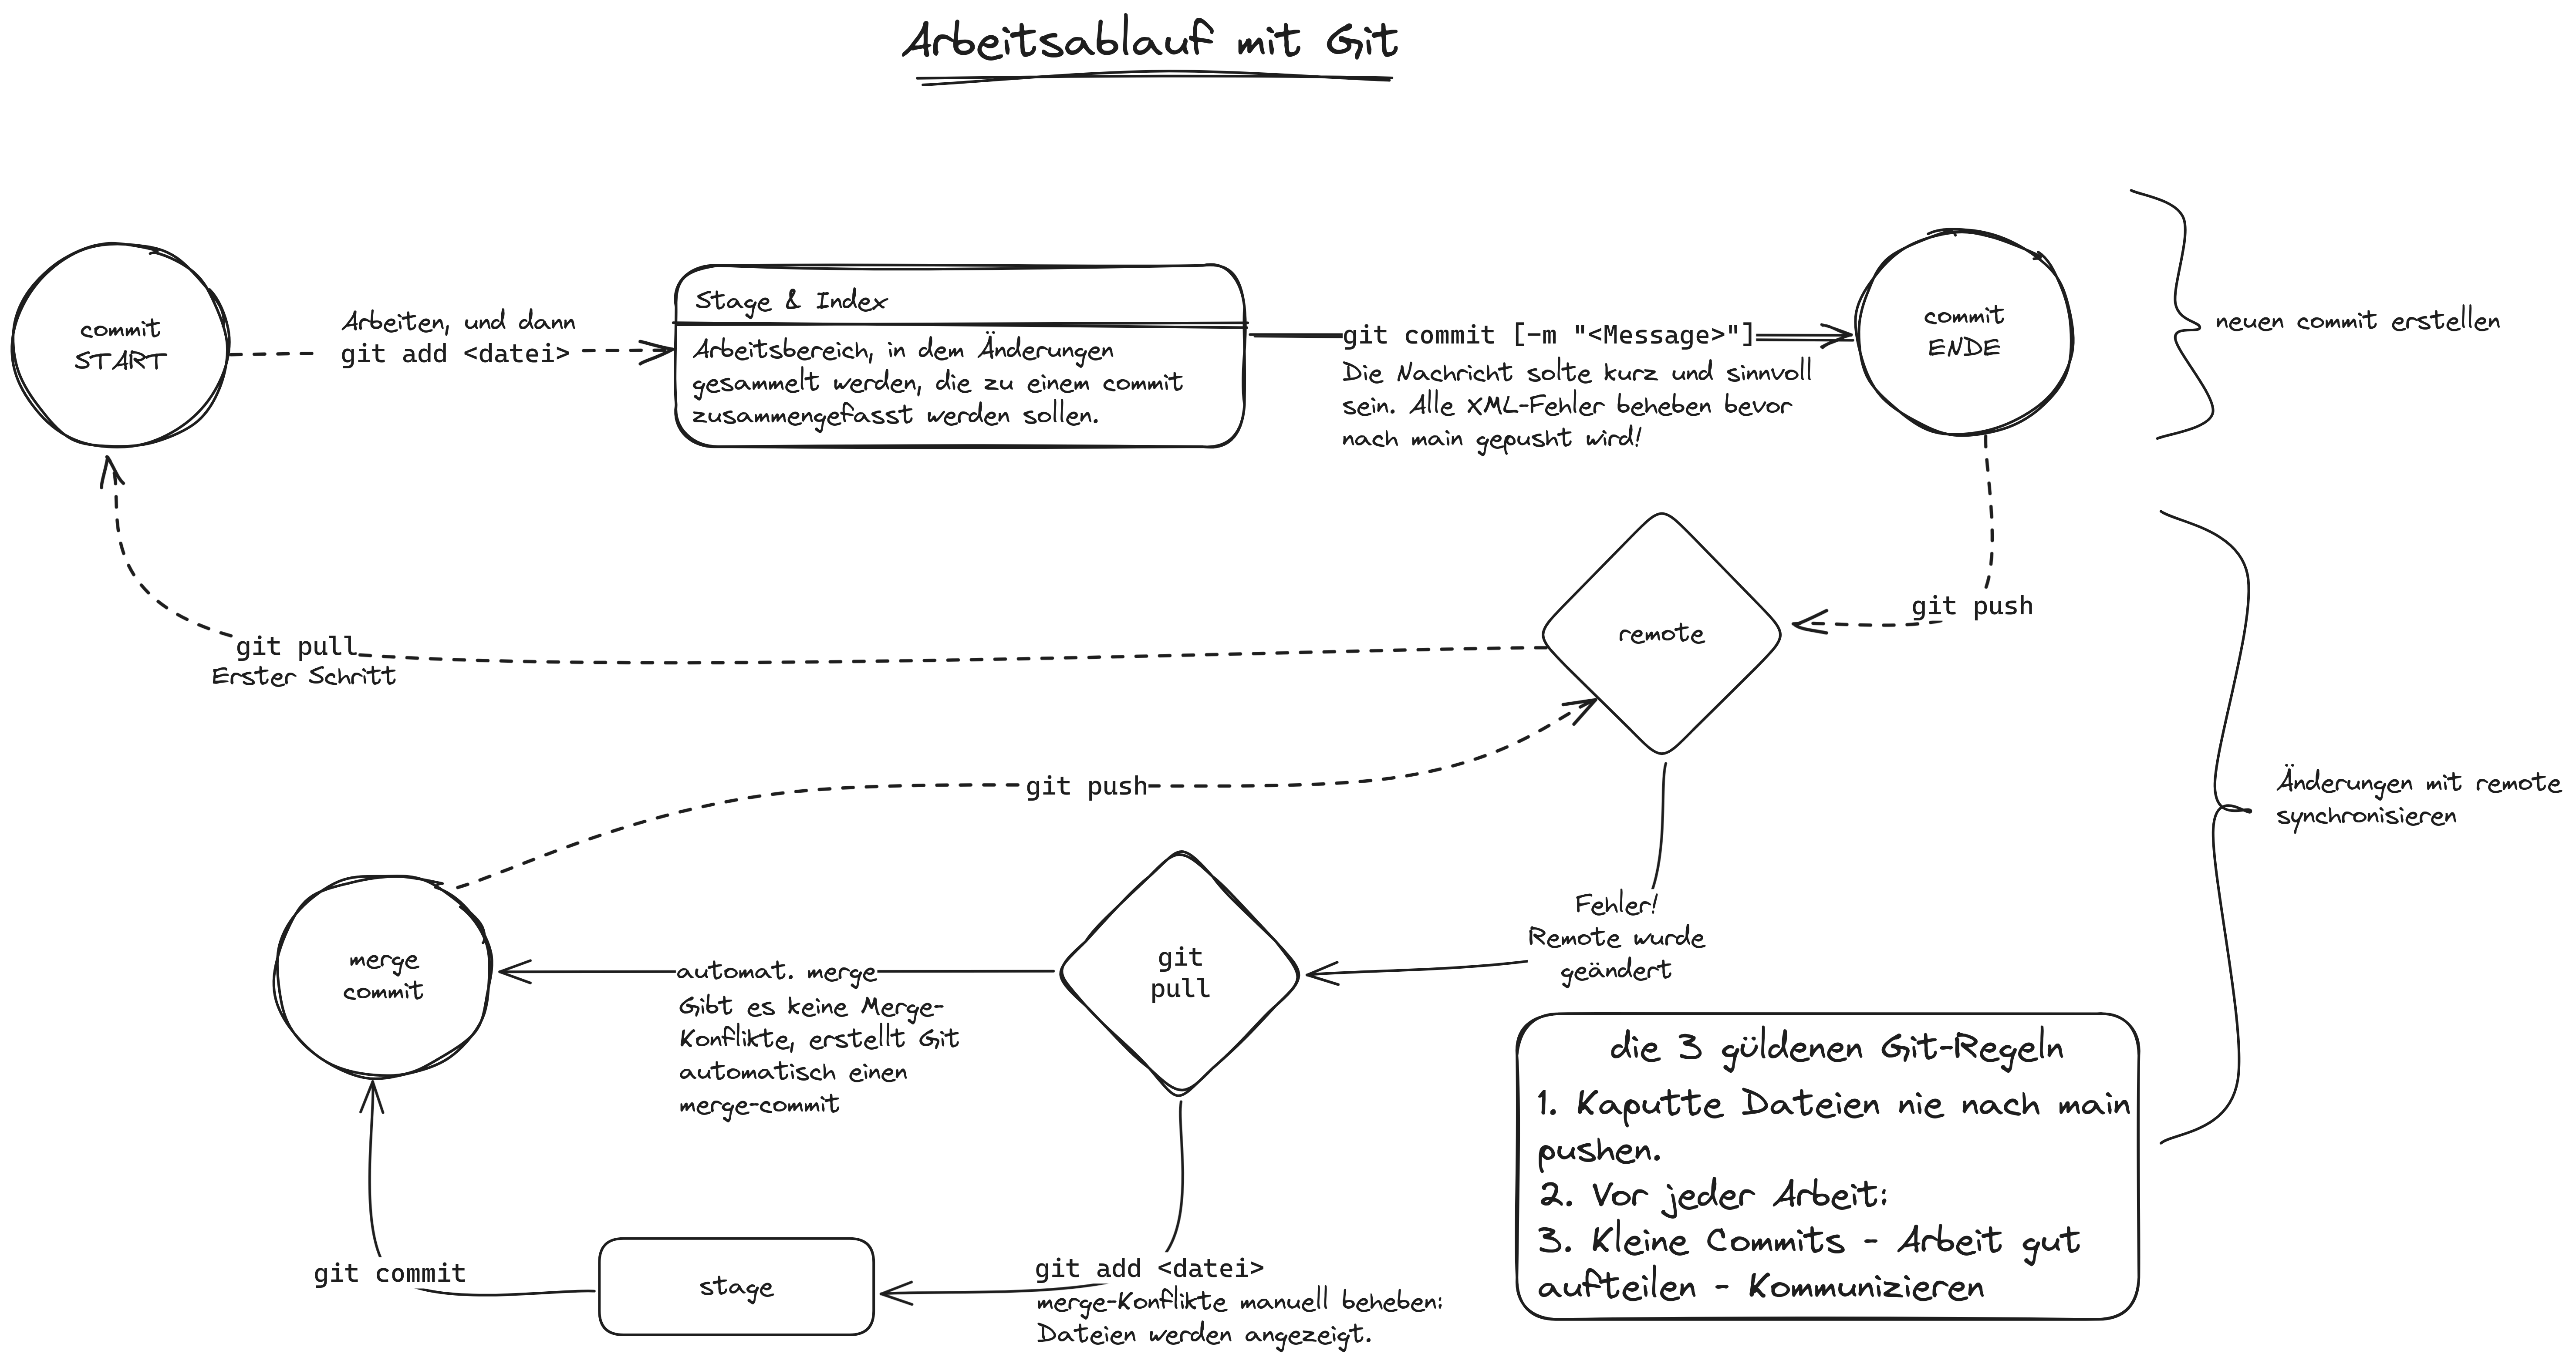 Arbeitsablauf mit Git
commit
START
Arbeiten, und dann
git add <datei>
Stage & Index
Arbeitsbereich, in dem Änderungen
gesammelt werden, die zu einem commit
zusammengefasst werden sollen.
git commit [-m "<Message>"]
Die Nachricht solte kurz und sinnvoll
sein. Alle XML-Fehler beheben bevor
nach main gepusht wird!
commit
ENDE
neuen commit erstellen
git push
remote
git pull
Erster Schritt
git push
Änderungen mit remote
synchronisieren
Fehler!
Remote wurde
geändert
git
pull
automat. merge
Gibt es keine Merge-
Konflikte, erstellt Git
automatisch einen
merge-commit
merge
commit
git commit
stage
git add <datei>
merge-Konflikte manuell beheben:
Dateien werden angezeigt.
die 3 güldenen Git-Regeln
1. Kaputte Dateien nie nach main
pushen.
2. Vor jeder Arbeit:
3. Kleine Commits - Arbeit gut
aufteilen - Kommunizieren